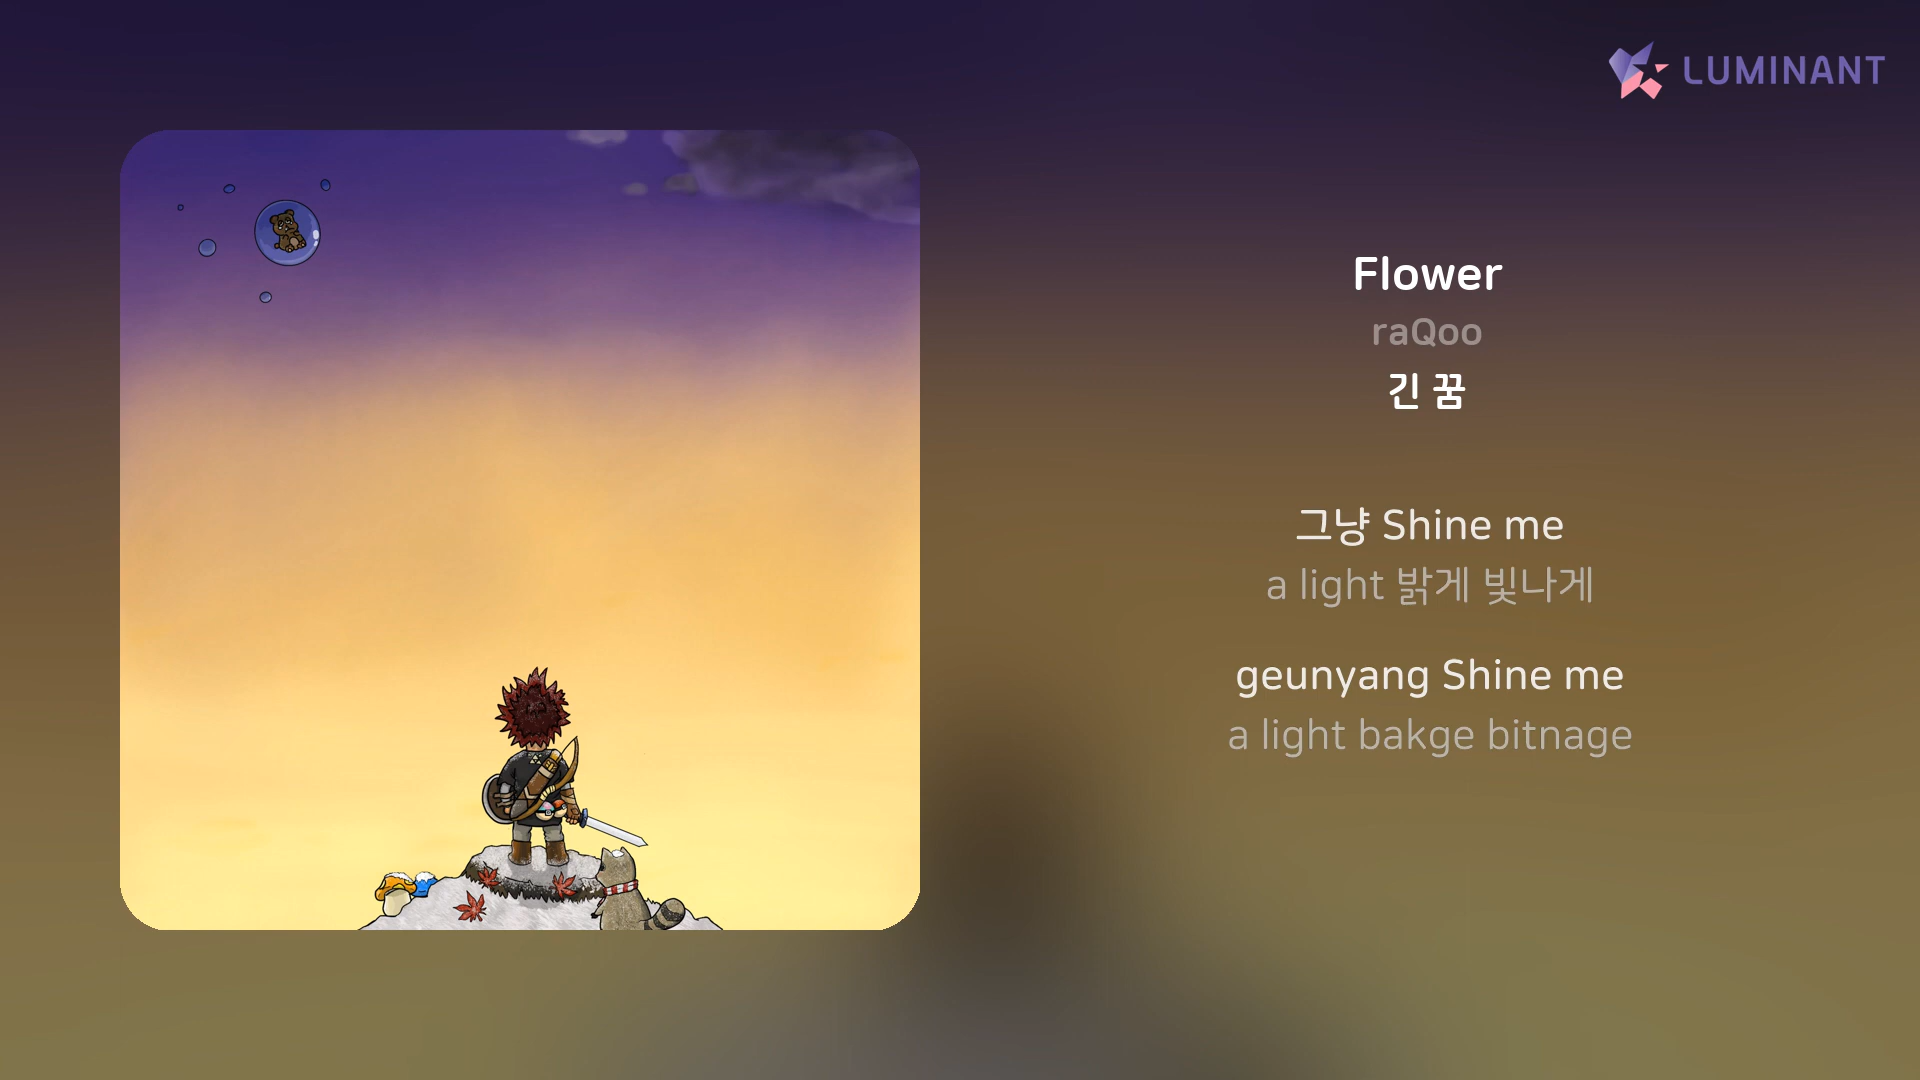 LUMINANT
Flower
raQoo
긴 꿈
그냥 Shine me
a light 밝게 빛나게
geunyang Shine me
a light bakge bitnage